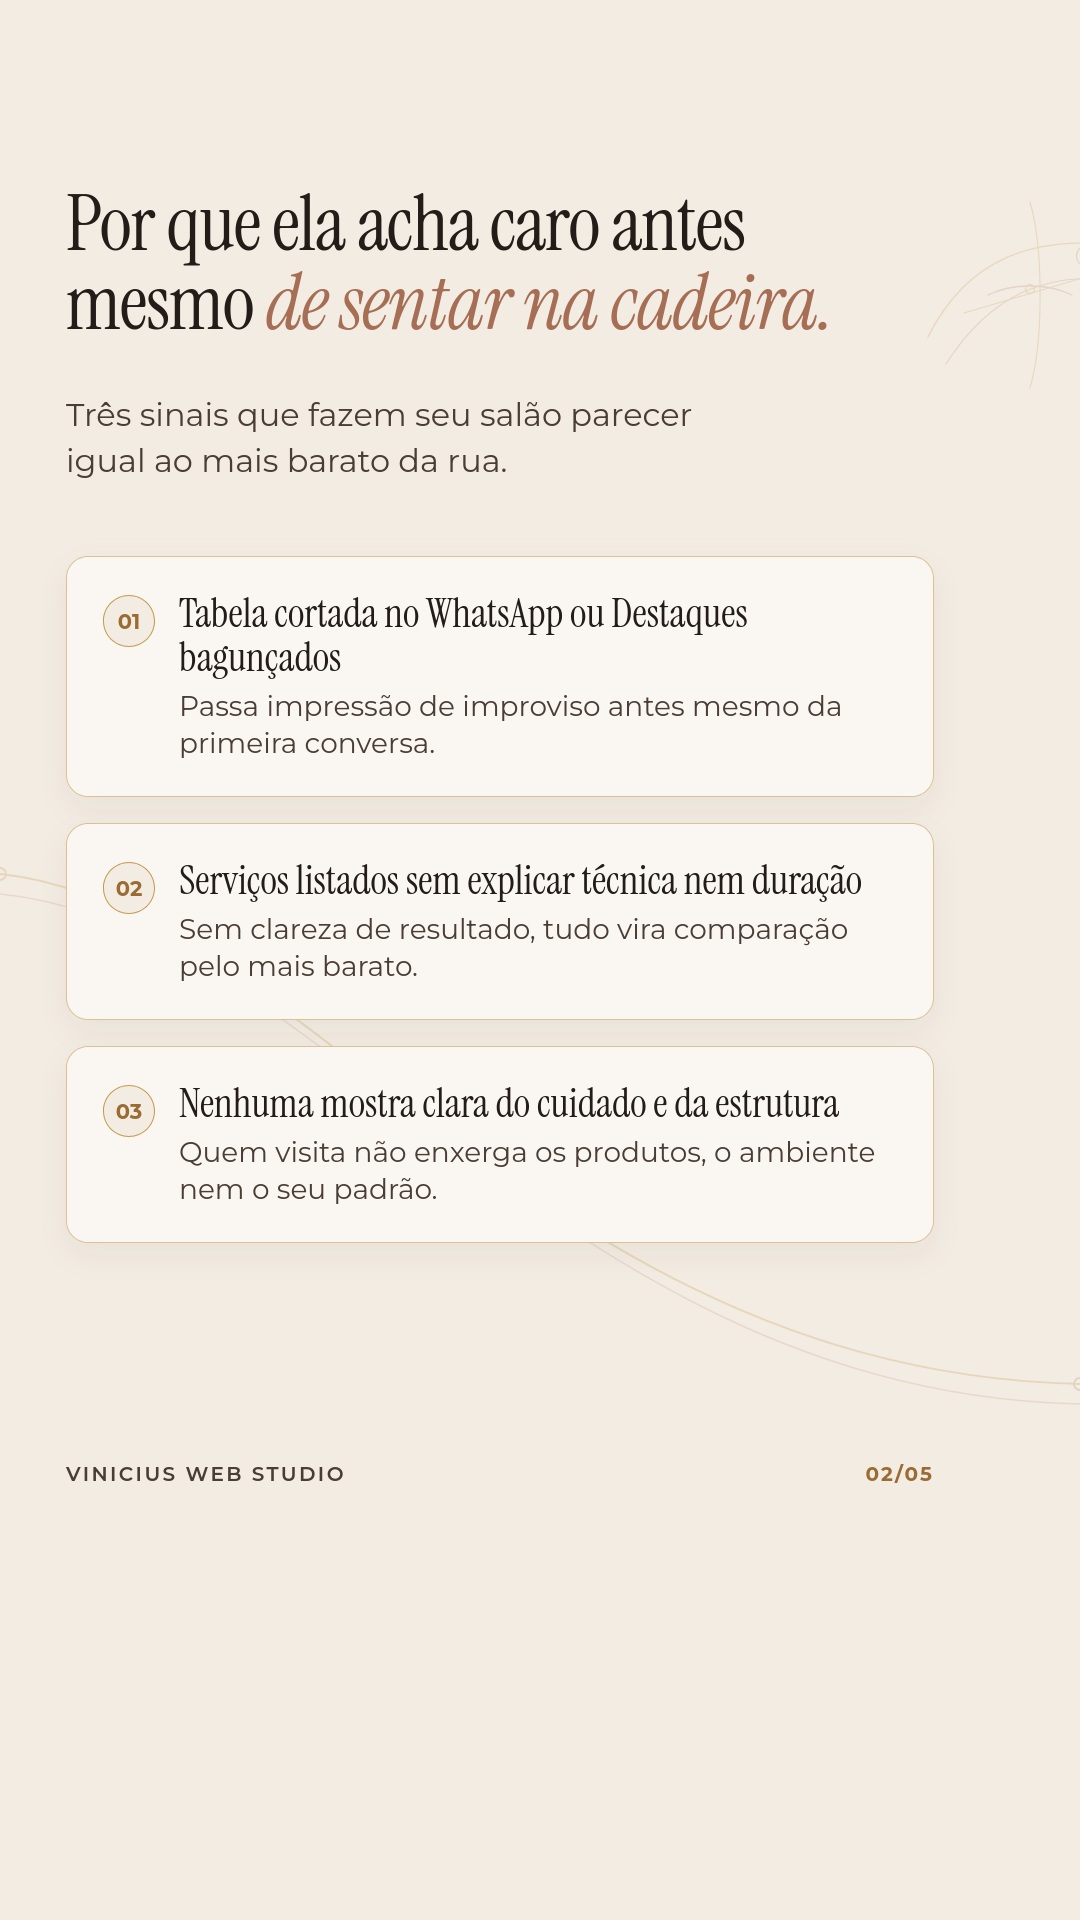 Por que ela acha caro antes
mesmo de sentar na cadeira.
Três sinais que fazem seu salão parecer
igual ao mais barato da rua.
01
Tabela cortada no WhatsApp ou Destaques
bagunçados
Passa impressão de improviso antes mesmo da
primeira conversa.
02
Serviços listados sem explicar técnica nem duração
Sem clareza de resultado, tudo vira comparação
pelo mais barato.
03
Nenhuma mostra clara do cuidado e da estrutura
Quem visita não enxerga os produtos, o ambiente
nem o seu padrão.
VINICIUS WEB STUDIO
02/05